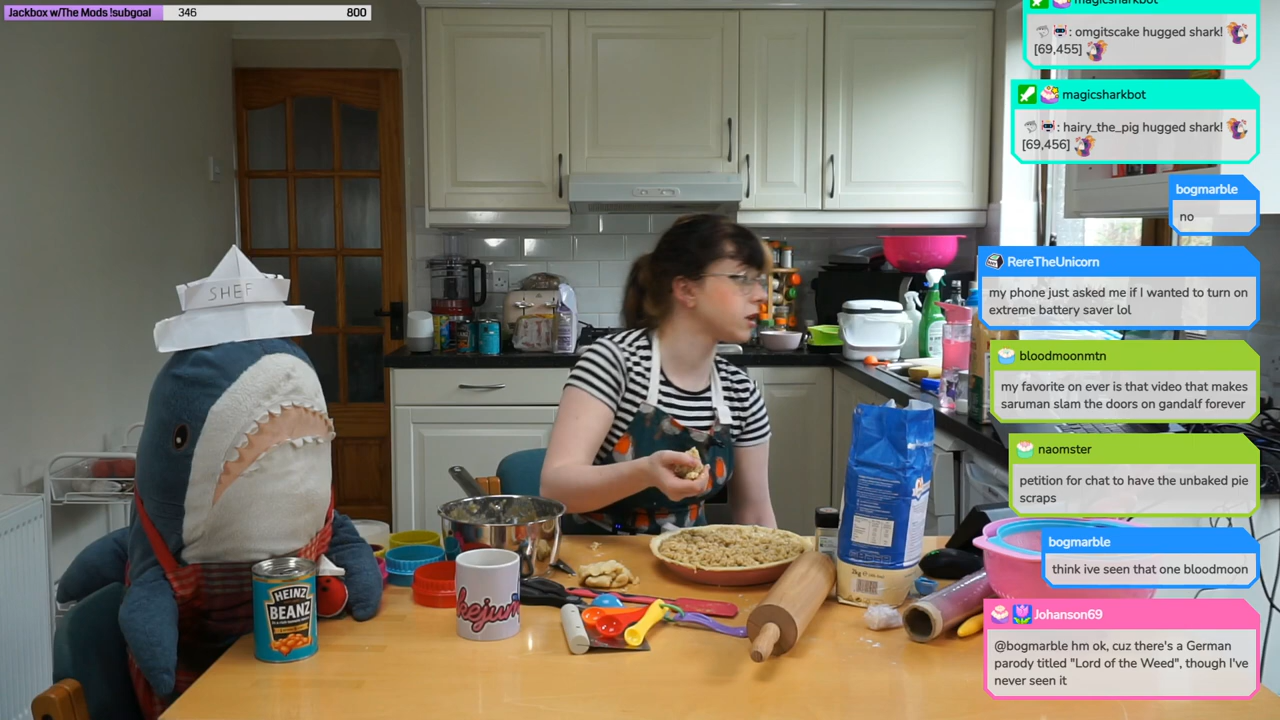 Jackbox w/The Mods !subgoal 346 800
magicsharkbot
: omgitscake hugged shark!
[69,455]
magicsharkbot
: hairy_the_pig hugged shark!
[69,456]
bogmarble
no
RereTheUnicorn
my phone just asked me if I wanted to turn on
extreme battery saver lol
bloodmoonmtn
my favorite on ever is that video that makes
saruman slam the doors on gandalf forever
naomster
petition for chat to have the unbaked pie
scraps
bogmarble
think ive seen that one bloodmoon
Johanson69
@bogmarble hm ok, cuz there's a German
parody titled "Lord of the Weed", though I've
never seen it
SHEF
HEINZ
BEANZ
kejum